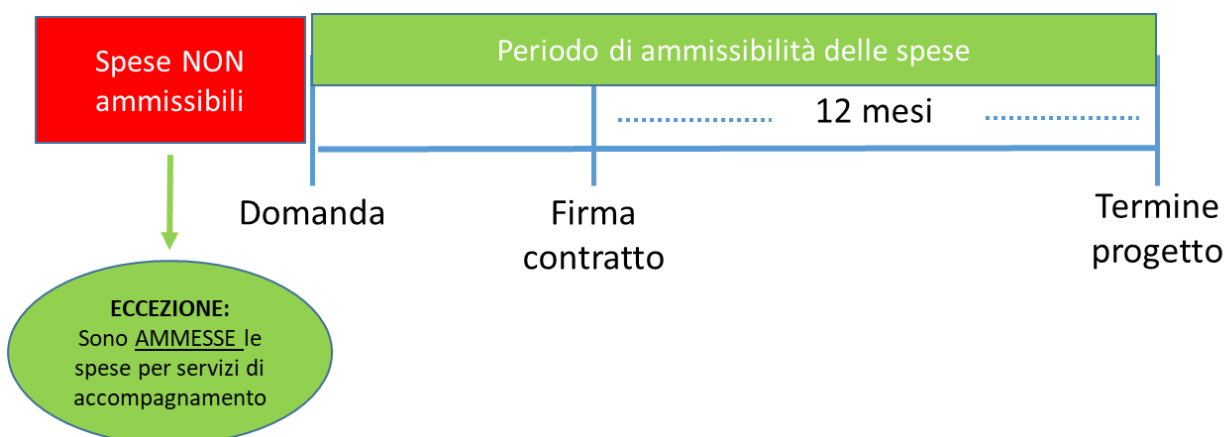 Spese NON
ammissibili
Periodo di ammissibilità delle spese
12 mesi
Domanda
Firma
contratto
Termine
progetto
ECCEZIONE:
Sono AMMESSE le
spese per servizi di
accompagnamento